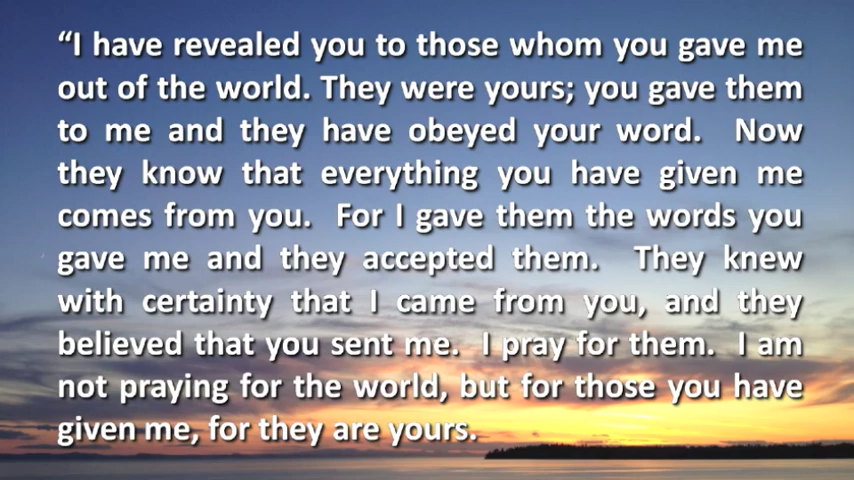 “I have revealed you to those whom you gave me
out of the world. They were yours; you gave them
to me and they have obeyed your word.  Now
they know that everything you have given me
comes from you.  For I gave them the words you
gave me and they accepted them.  They knew
with certainty that I came from you, and they
believed that you sent me.  I pray for them.  I am
not praying for the world, but for those you have
given me, for they are yours.